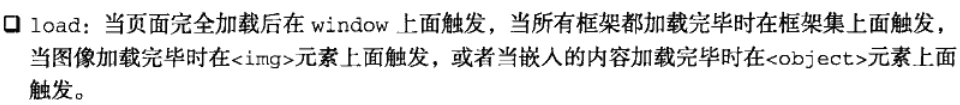 ❑ load：当页面完全加载后在 window 上面触发，当所有框架都加载完毕时在框架集上面触发，
当图像加载完毕时在<img>元素上面触发，或者当嵌入的内容加载完毕时在<object>元素上面
触发。